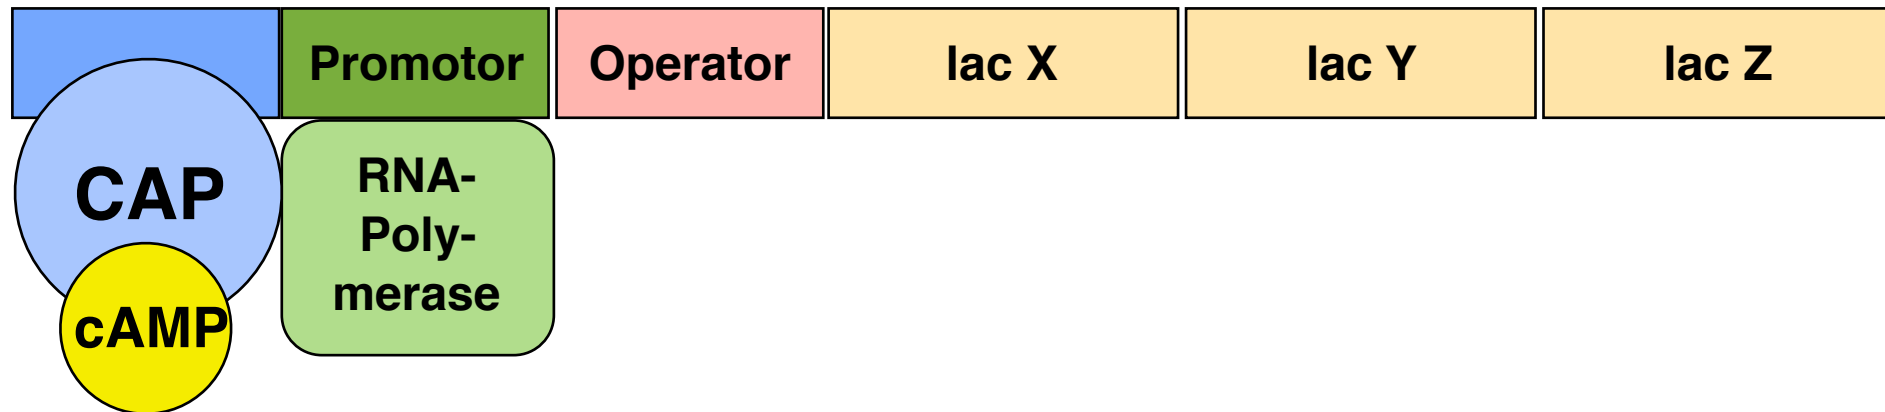 Promotor
Operator
lac X
lac Y
lac Z
CAP
cAMP
RNA-
Poly-
merase